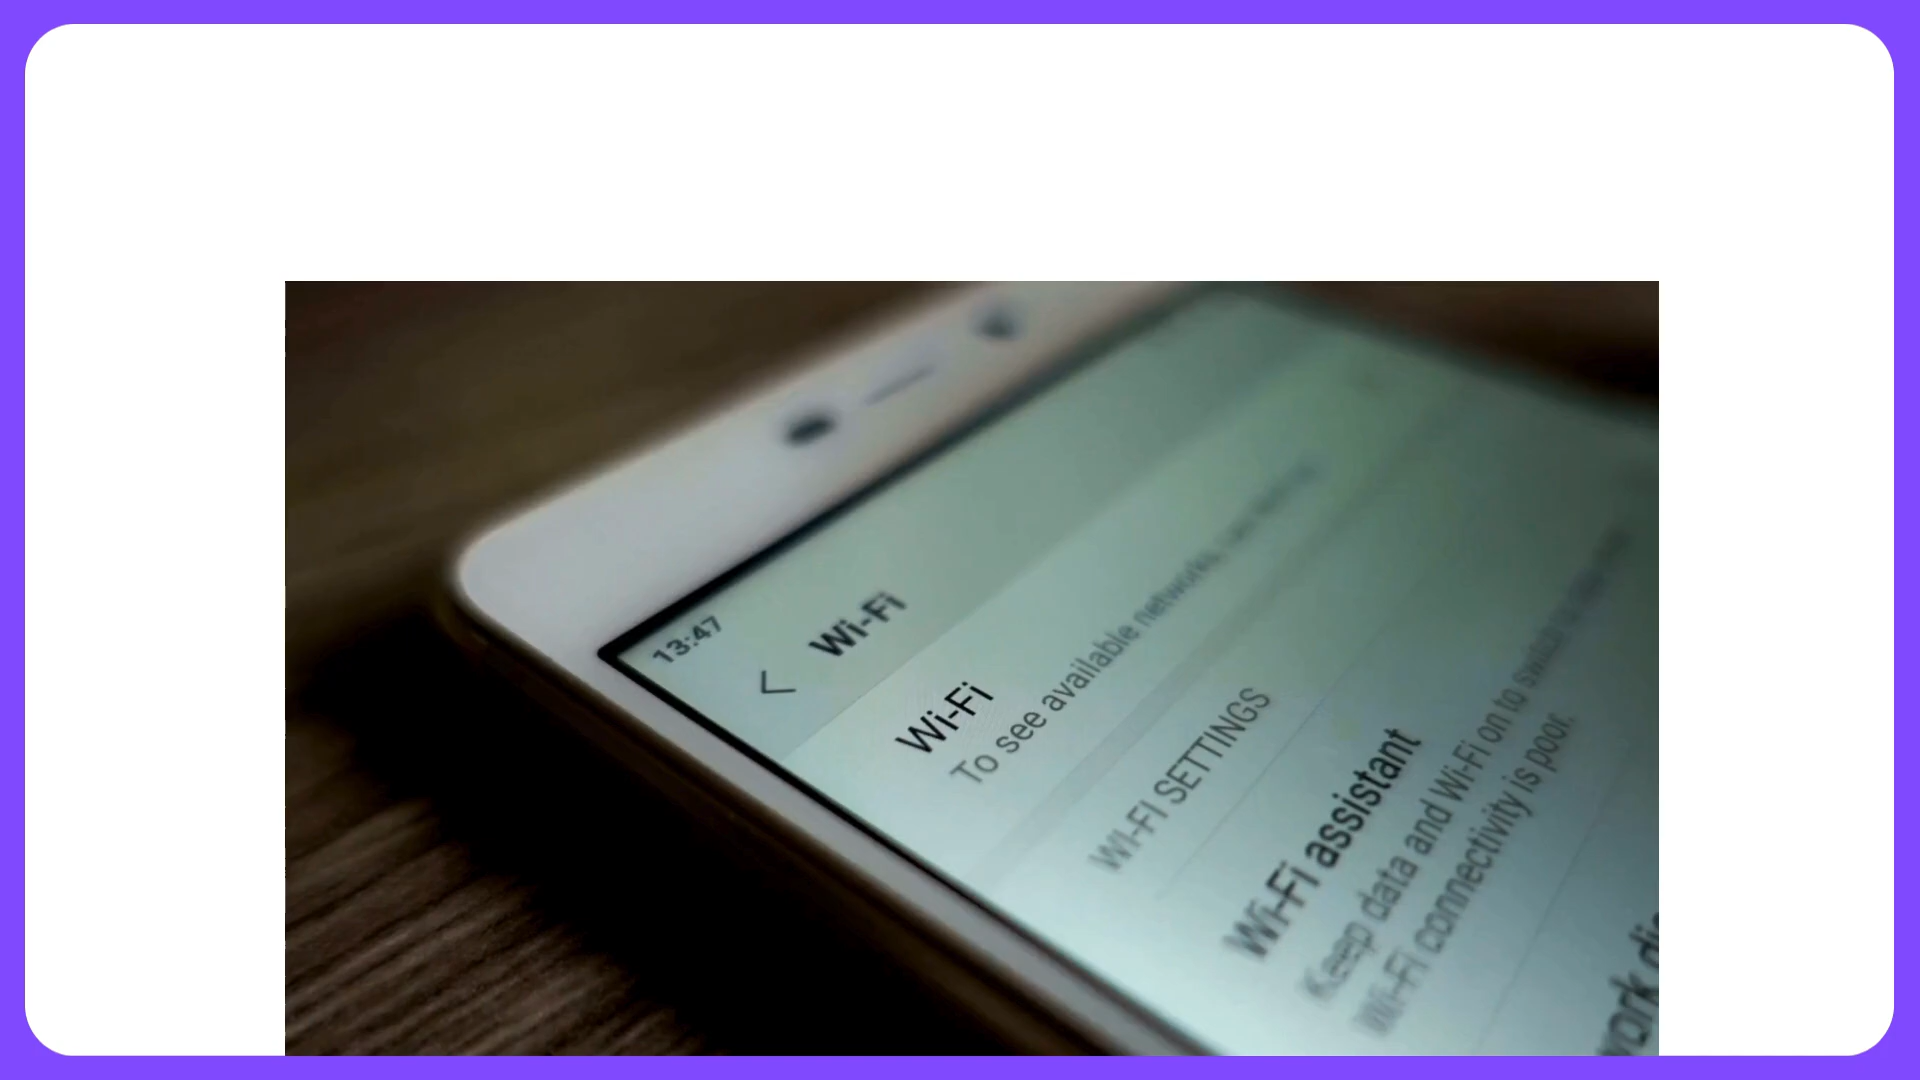 13:47
Wi-Fi
Wi-Fi
To see available networks,
WI-FI SETTINGS
Wi-Fi assistant
Keep data and Wi-Fi on to switch
Wi-Fi connectivity is poor.